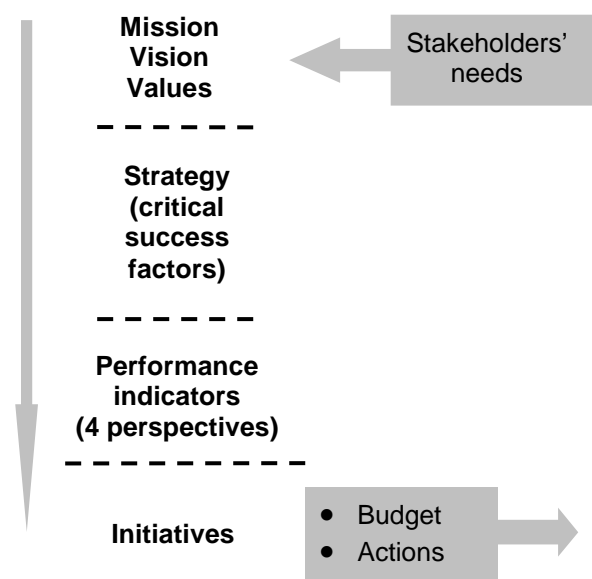 Mission
Vision
Values
Stakeholders’
needs
Strategy
(critical
success
factors)
Performance
indicators
(4 perspectives)
Initiatives
• Budget
• Actions